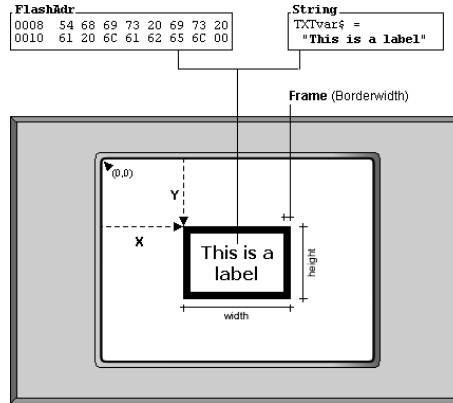 FlashAdr
0008 54 68 69 73 20 69 73 20
0010 61 20 6C 61 62 65 6C 00
String
TXTvar$ =
"This is a label"
Frame (Borderwidth)
(0,0)
Y
X
This is a
label
height
width